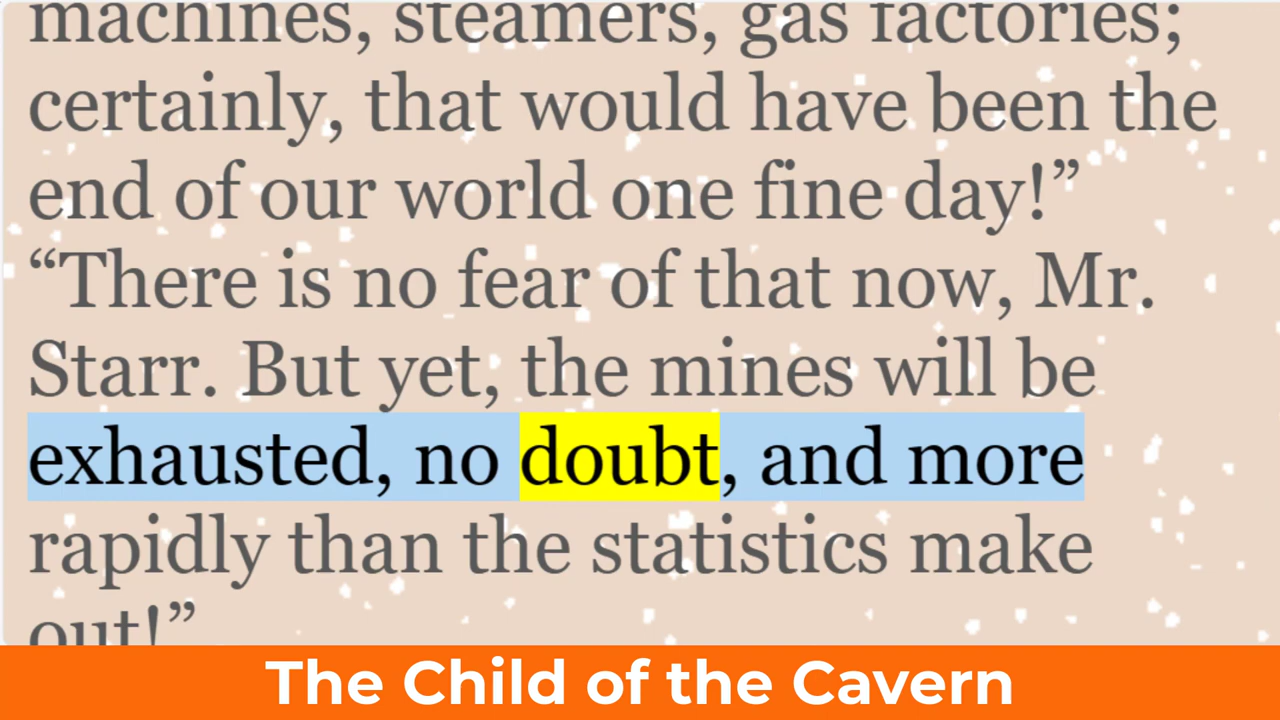 machines, steamers, gas factories;
certainly, that would have been the
end of our world one fine day!”
“There is no fear of that now, Mr.
Starr. But yet, the mines will be
exhausted, no doubt, and more
rapidly than the statistics make
out!”
The Child of the Cavern